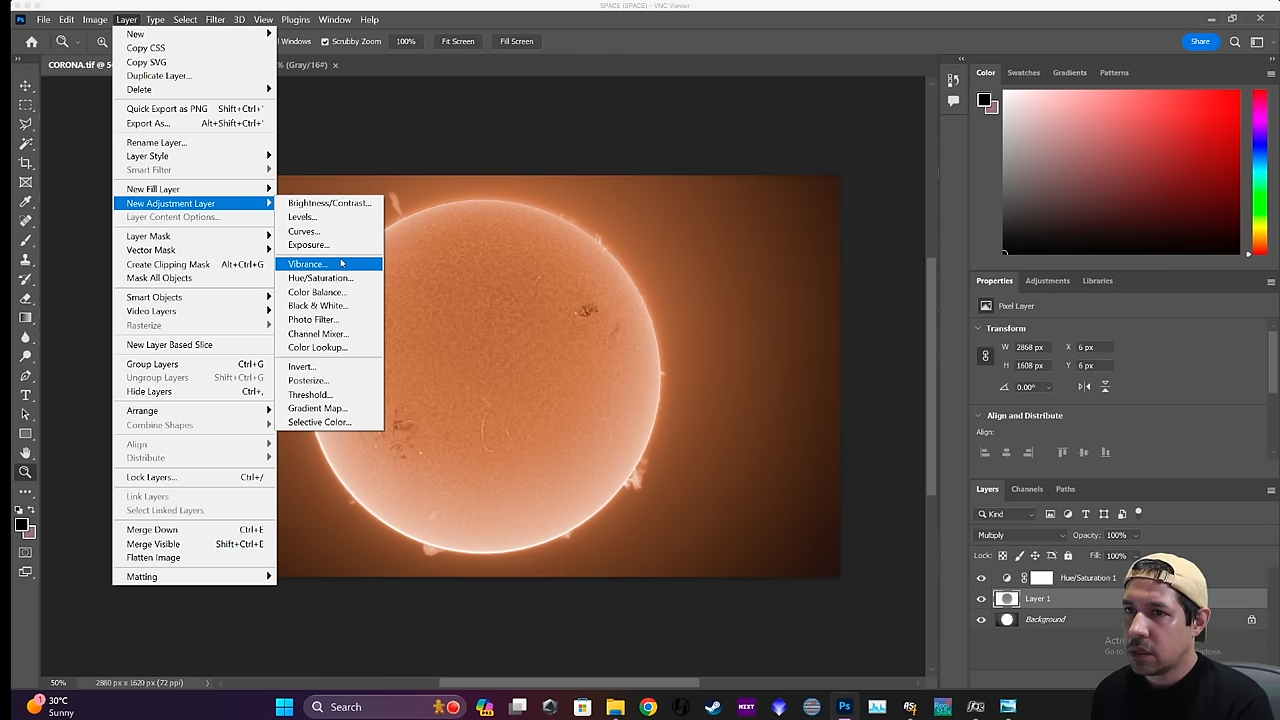 SPACE (SPACE) - VNC Viewer
File Edit Image Layer Type Select Filter 3D View Plugins Window Help
Windows Scrubby Zoom 100% Fit Screen Fill Screen Share
CORONA.tif @ 50 % (Gray/16#) ×
New
Copy CSS
Copy SVG
Duplicate Layer...
Delete
Quick Export as PNG Shift+Ctrl+'
Export As... Alt+Shift+Ctrl+'
Rename Layer...
Layer Style
Smart Filter
New Fill Layer
New Adjustment Layer
Layer Content Options...
Layer Mask
Vector Mask
Create Clipping Mask Alt+Ctrl+G
Mask All Objects
Smart Objects
Video Layers
Rasterize
New Layer Based Slice
Group Layers Ctrl+G
Ungroup Layers Shift+Ctrl+G
Hide Layers Ctrl+,
Arrange
Combine Shapes
Align
Distribute
Lock Layers... Ctrl+/
Link Layers
Select Linked Layers
Merge Down Ctrl+E
Merge Visible Shift+Ctrl+E
Flatten Image
Matting
Brightness/Contrast...
Levels...
Curves...
Exposure...
Vibrance...
Hue/Saturation...
Color Balance...
Black & White...
Photo Filter...
Channel Mixer...
Color Lookup...
Invert...
Posterize...
Threshold...
Gradient Map...
Selective Color...
Color Swatches Gradients Patterns
Properties Adjustments Libraries
Pixel Layer
Transform
W 2868 px X 6 px
H 1608 px Y 6 px
0.00°
Align and Distribute
Align:
Layers Channels Paths
Kind
Multiply Opacity: 100%
Lock: Fill: 100%
Hue/Saturation 1
Layer 1
Background
50% 2880 px x 1620 px (72 ppi)
1
30°C
Sunny
Search
Ps
NEXT